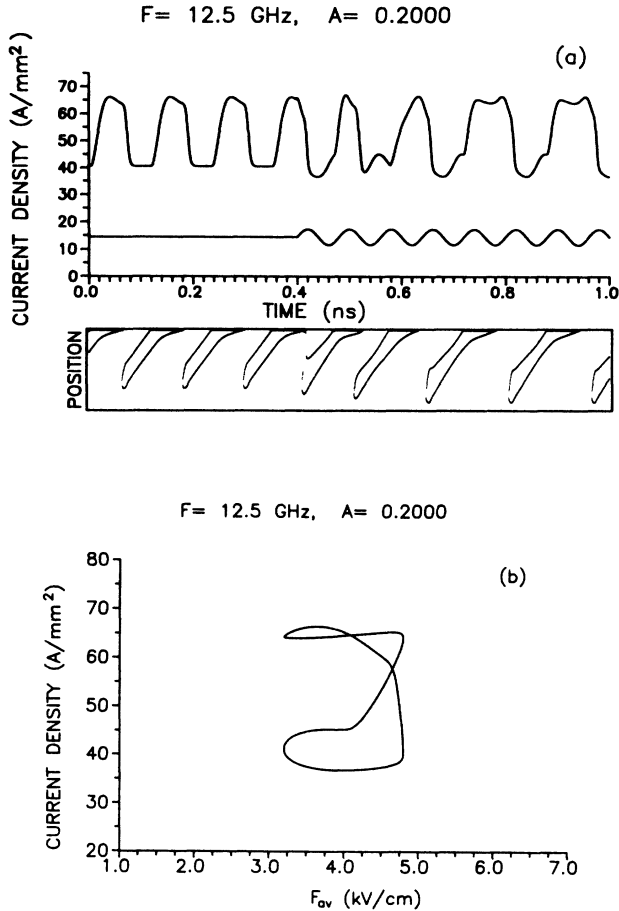 F= 12.5 GHz, A= 0.2000
(a)
CURRENT DENSITY (A/mm²)
70
60
50
40
30
20
10
0
0.0 0.2 0.4 0.6 0.8 1.0
TIME (ns)
POSITION
F= 12.5 GHz, A= 0.2000
(b)
CURRENT DENSITY (A/mm²)
80
70
60
50
40
30
20
1.0 2.0 3.0 4.0 5.0 6.0 7.0
Fav (kV/cm)